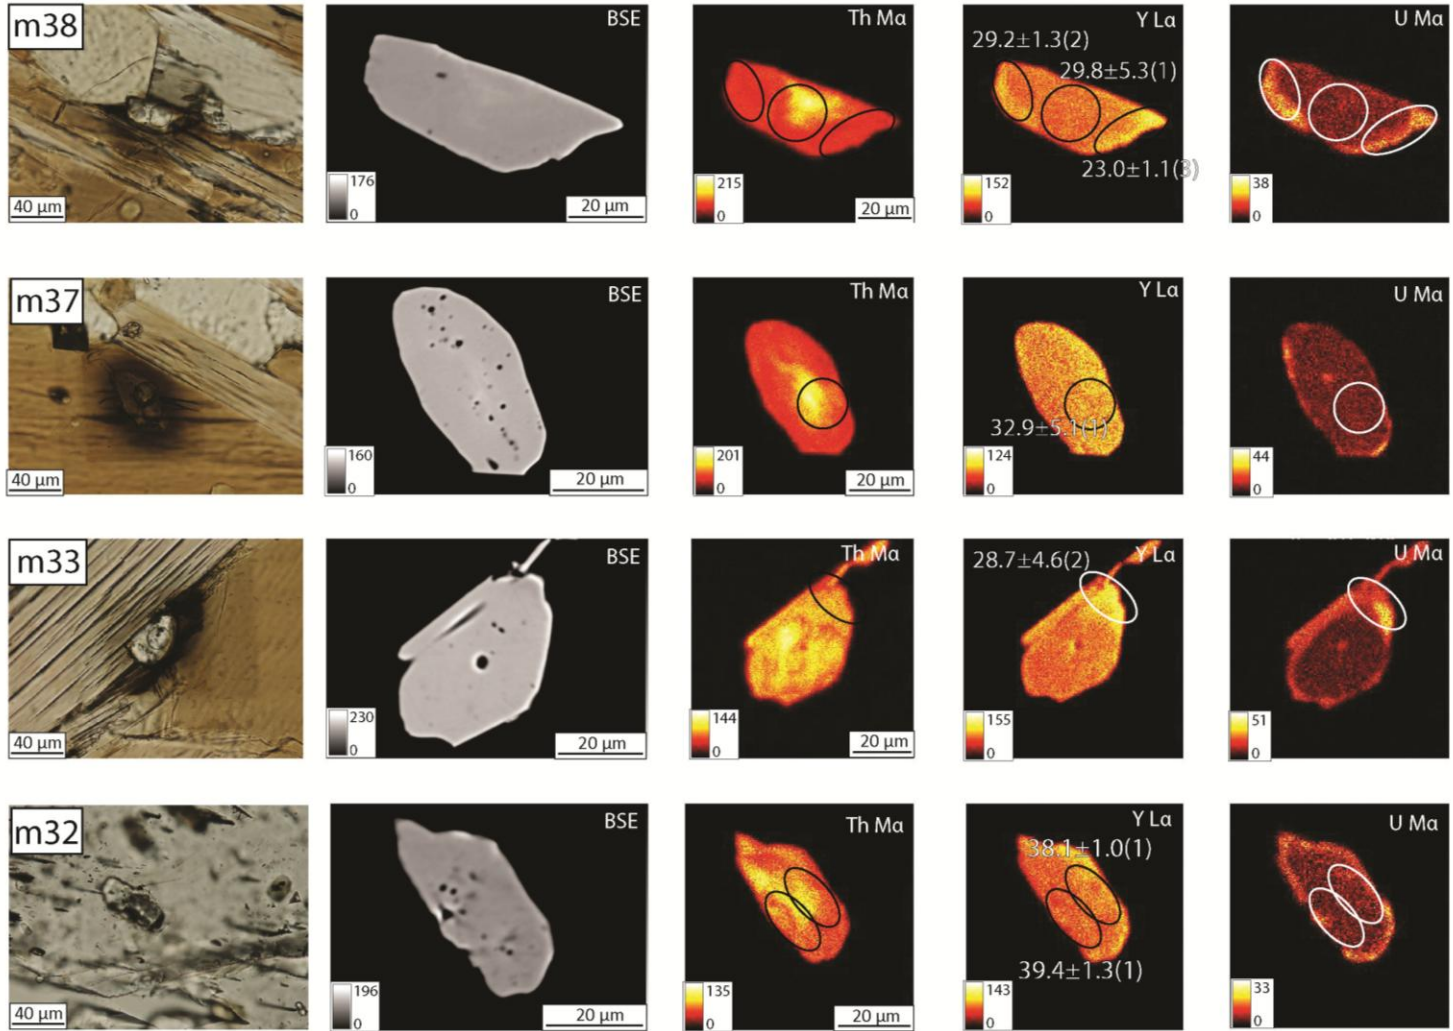 m38
BSE
Th Mα
Y Lα
U Mα
29.2±1.3(2)
29.8±5.3(1)
23.0±1.1(3)
176
0
215
0
152
0
38
0
40 µm
20 µm
20 µm
m37
BSE
Th Mα
Y Lα
U Mα
32.9±5.1(1)
160
0
201
0
124
0
44
0
40 µm
20 µm
20 µm
m33
BSE
Th Mα
28.7±4.6(2)
Y Lα
U Mα
230
0
144
0
155
0
51
0
40 µm
20 µm
20 µm
m32
BSE
Th Mα
Y Lα
U Mα
38.1±1.0(1)
39.4±1.3(1)
196
0
135
0
143
0
33
0
40 µm
20 µm
20 µm